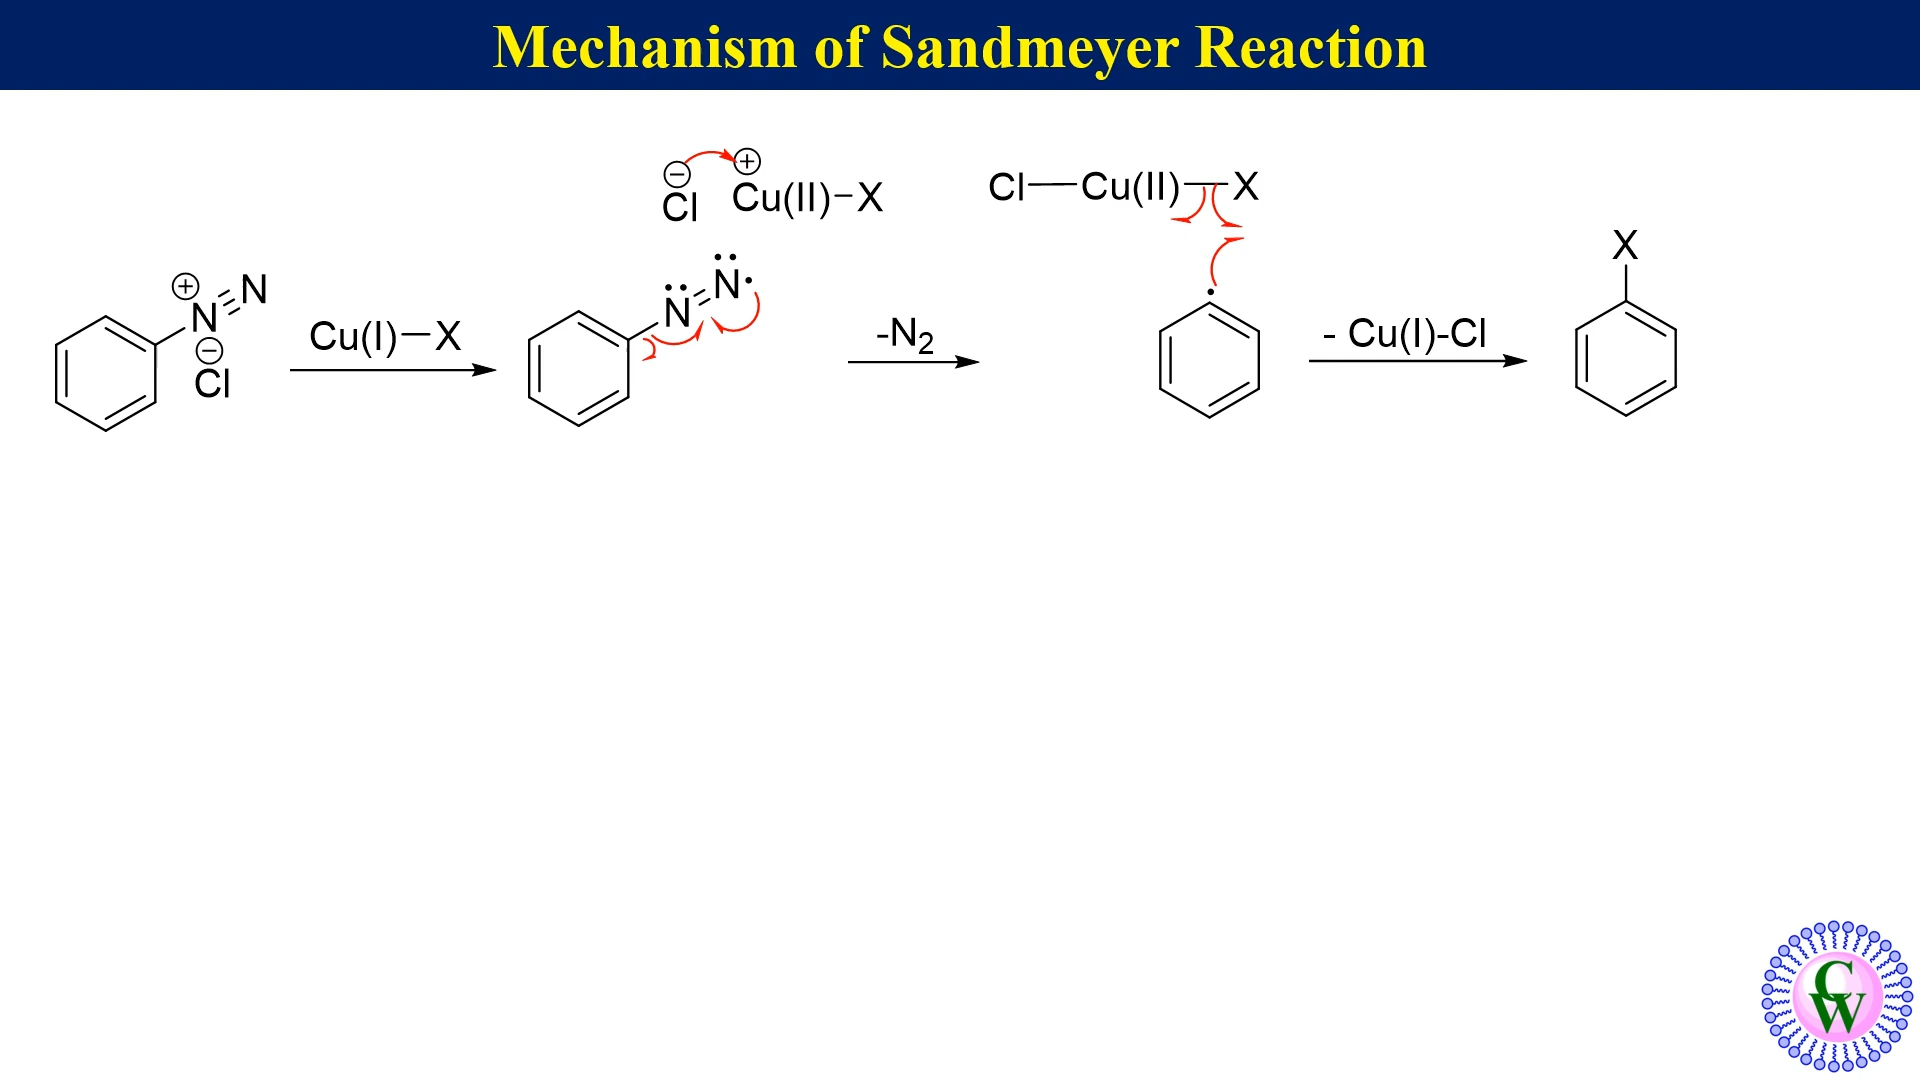 Mechanism of Sandmeyer Reaction
⊖ ⊕
Cl Cu(II)–X
Cl—Cu(II)—X
X
⊕
N≡N
⊖
Cl
Cu(I)—X
N=N
-N₂
- Cu(I)-Cl
CW